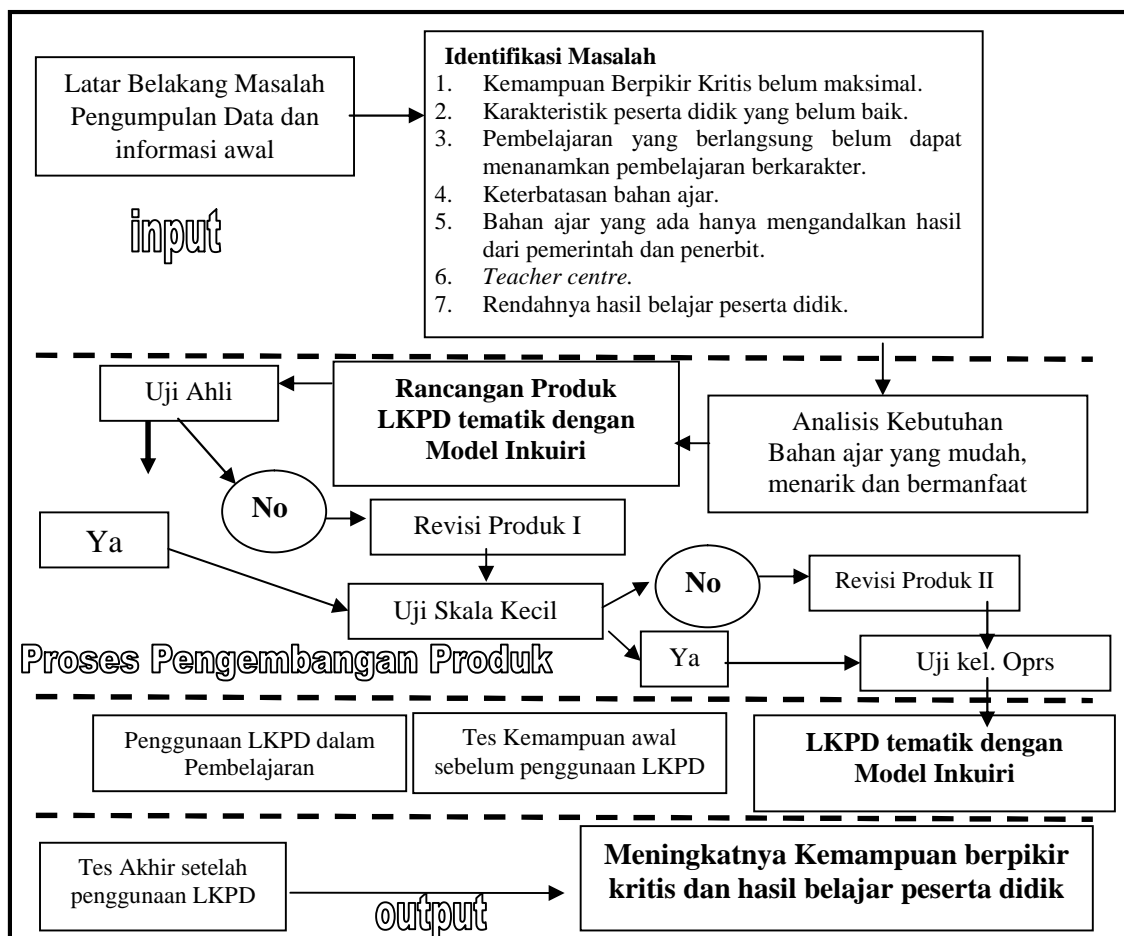 Latar Belakang Masalah
Pengumpulan Data dan
informasi awal
Identifikasi Masalah
1. Kemampuan Berpikir Kritis belum maksimal.
2. Karakteristik peserta didik yang belum baik.
3. Pembelajaran yang berlangsung belum dapat
menanamkan pembelajaran berkarakter.
4. Keterbatasan bahan ajar.
5. Bahan ajar yang ada hanya mengandalkan hasil
dari pemerintah dan penerbit.
6. Teacher centre.
7. Rendahnya hasil belajar peserta didik.
input
Uji Ahli
Rancangan Produk
LKPD tematik dengan
Model Inkuiri
Analisis Kebutuhan
Bahan ajar yang mudah,
menarik dan bermanfaat
No
Revisi Produk I
Ya
Uji Skala Kecil
No
Revisi Produk II
Ya
Uji kel. Oprs
Proses Pengembangan Produk
Penggunaan LKPD dalam
Pembelajaran
Tes Kemampuan awal
sebelum penggunaan LKPD
LKPD tematik dengan
Model Inkuiri
Tes Akhir setelah
penggunaan LKPD
output
Meningkatnya Kemampuan berpikir
kritis dan hasil belajar peserta didik